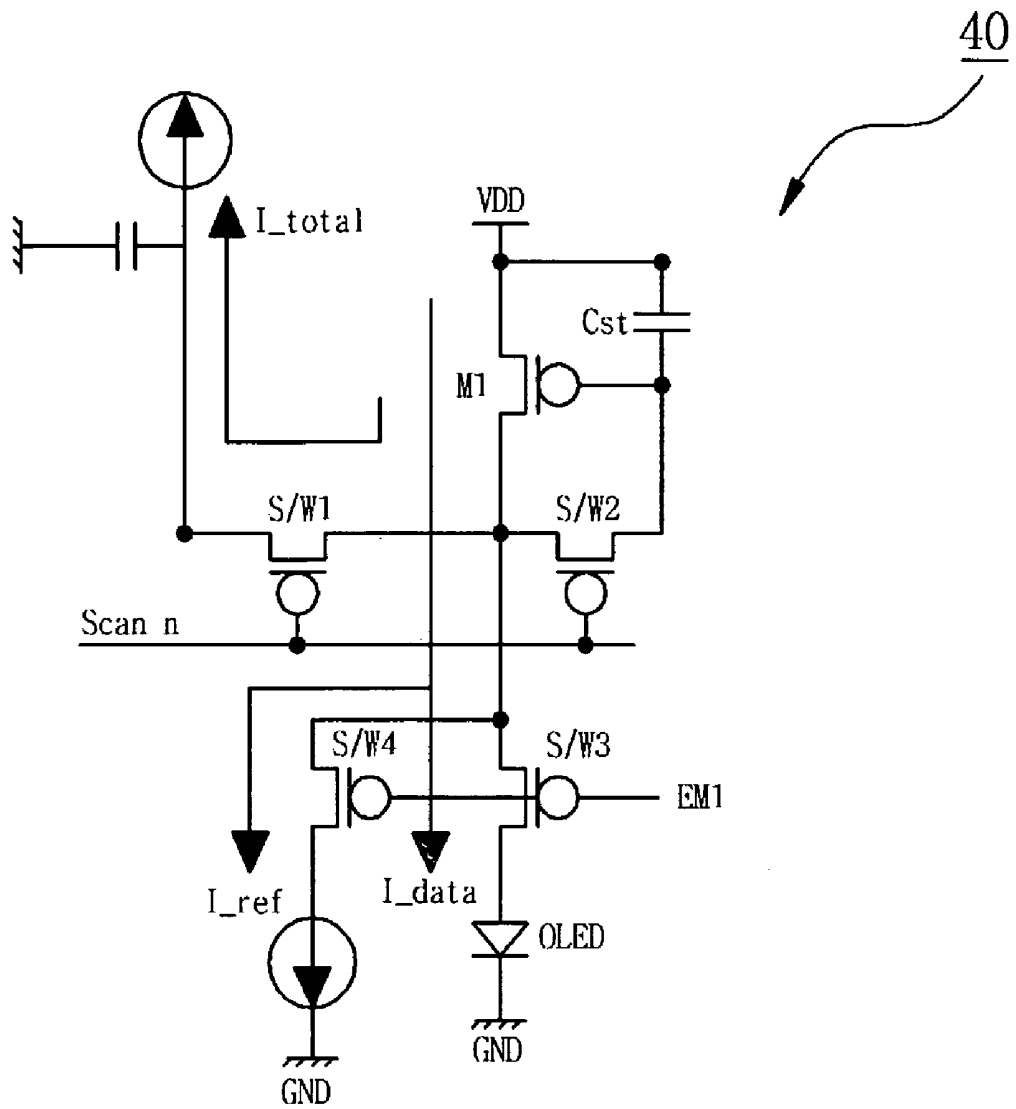 40
I_total
VDD
Cst
M1
S/W1
S/W2
Scan n
S/W4
S/W3
EM1
I_ref
I_data
OLED
GND
GND